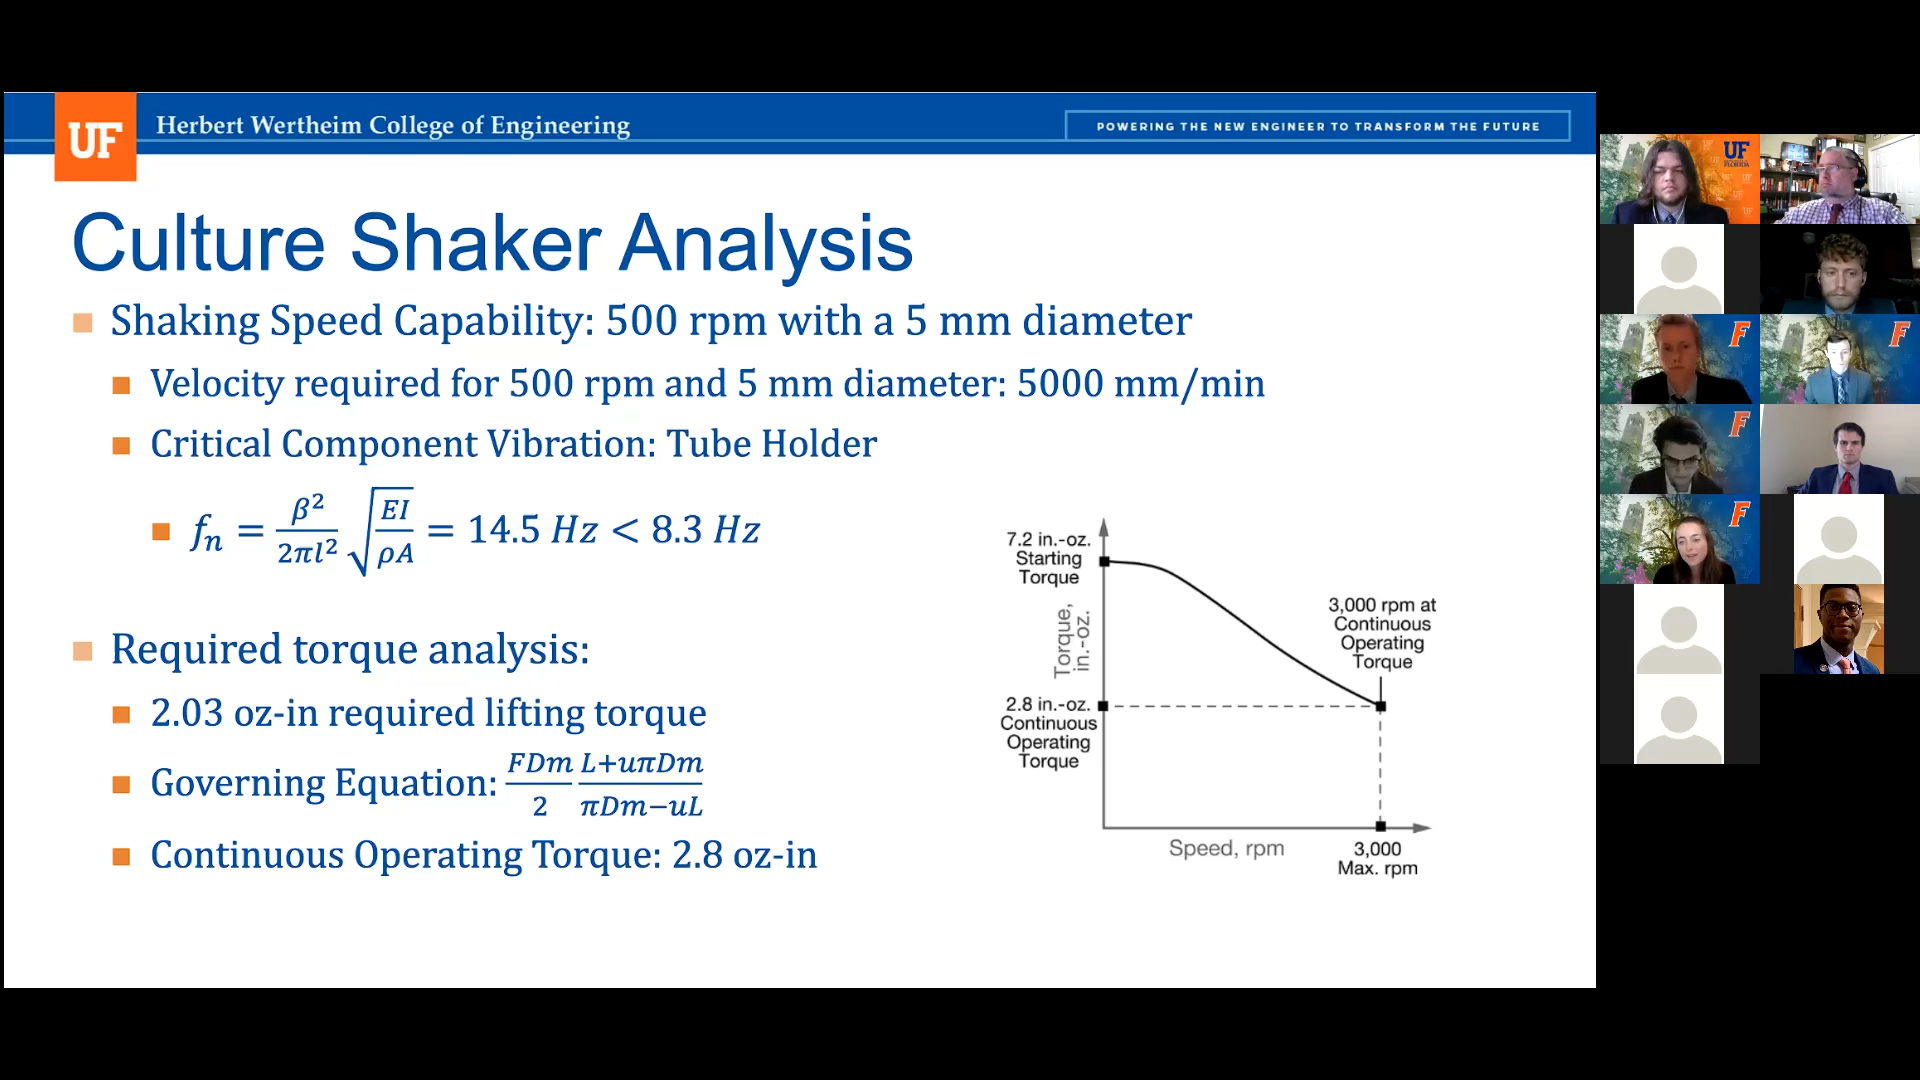 UF
Herbert Wertheim College of Engineering
POWERING THE NEW ENGINEER TO TRANSFORM THE FUTURE
Culture Shaker Analysis
Shaking Speed Capability: 500 rpm with a 5 mm diameter
Velocity required for 500 rpm and 5 mm diameter: 5000 mm/min
Critical Component Vibration: Tube Holder
fₙ = β²/2πl² √(EI/ρA) = 14.5 Hz < 8.3 Hz
Required torque analysis:
2.03 oz-in required lifting torque
Governing Equation: FDm/2 L+uπDm/πDm−uL
Continuous Operating Torque: 2.8 oz-in
7.2 in.-oz.
Starting
Torque
Torque,
in.-oz.
3,000 rpm at
Continuous
Operating
Torque
2.8 in.-oz.
Continuous
Operating
Torque
Speed, rpm
3,000
Max. rpm
UF
FLORIDA
F
F
F
F